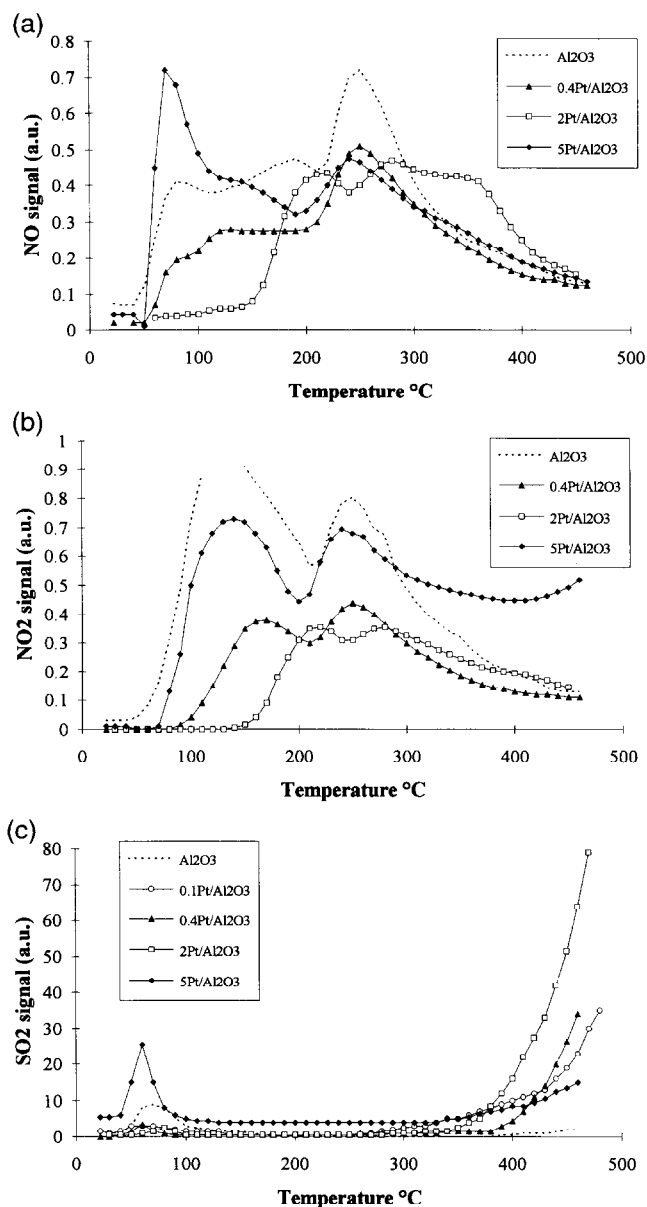 (a)
0.8
0.7
0.6
0.5
0.4
0.3
0.2
0.1
0
NO signal (a.u.)
Al2O3
0.4Pt/Al2O3
2Pt/Al2O3
5Pt/Al2O3
0 100 200 300 400 500
Temperature °C
(b)
1
0.9
0.8
0.7
0.6
0.5
0.4
0.3
0.2
0.1
0
NO2 signal (a.u.)
Al2O3
0.4Pt/Al2O3
2Pt/Al2O3
5Pt/Al2O3
0 100 200 300 400 500
Temperature °C
(c)
80
70
60
50
40
30
20
10
0
SO2 signal (a.u.)
Al2O3
0.1Pt/Al2O3
0.4Pt/Al2O3
2Pt/Al2O3
5Pt/Al2O3
0 100 200 300 400 500
Temperature °C